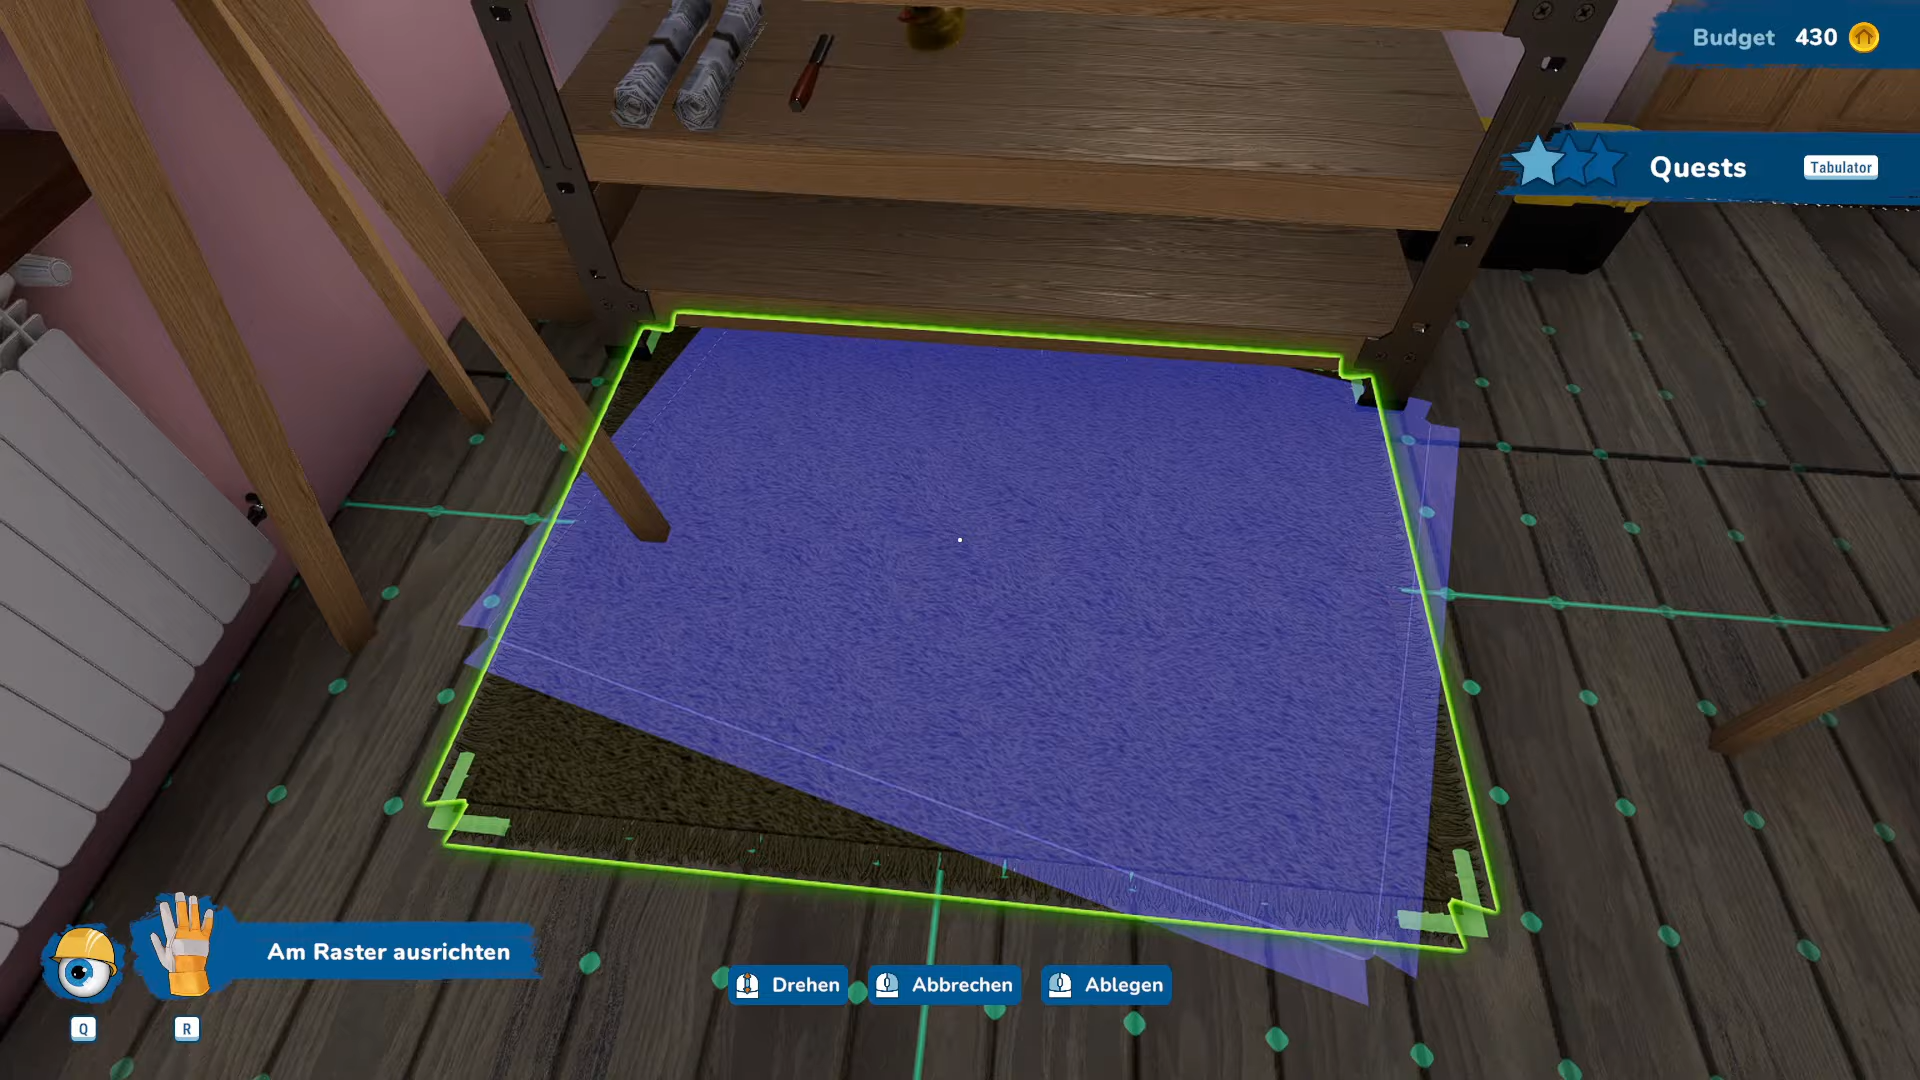 Budget 430
Quests Tabulator
Am Raster ausrichten
Drehen Abbrechen Ablegen
Q R